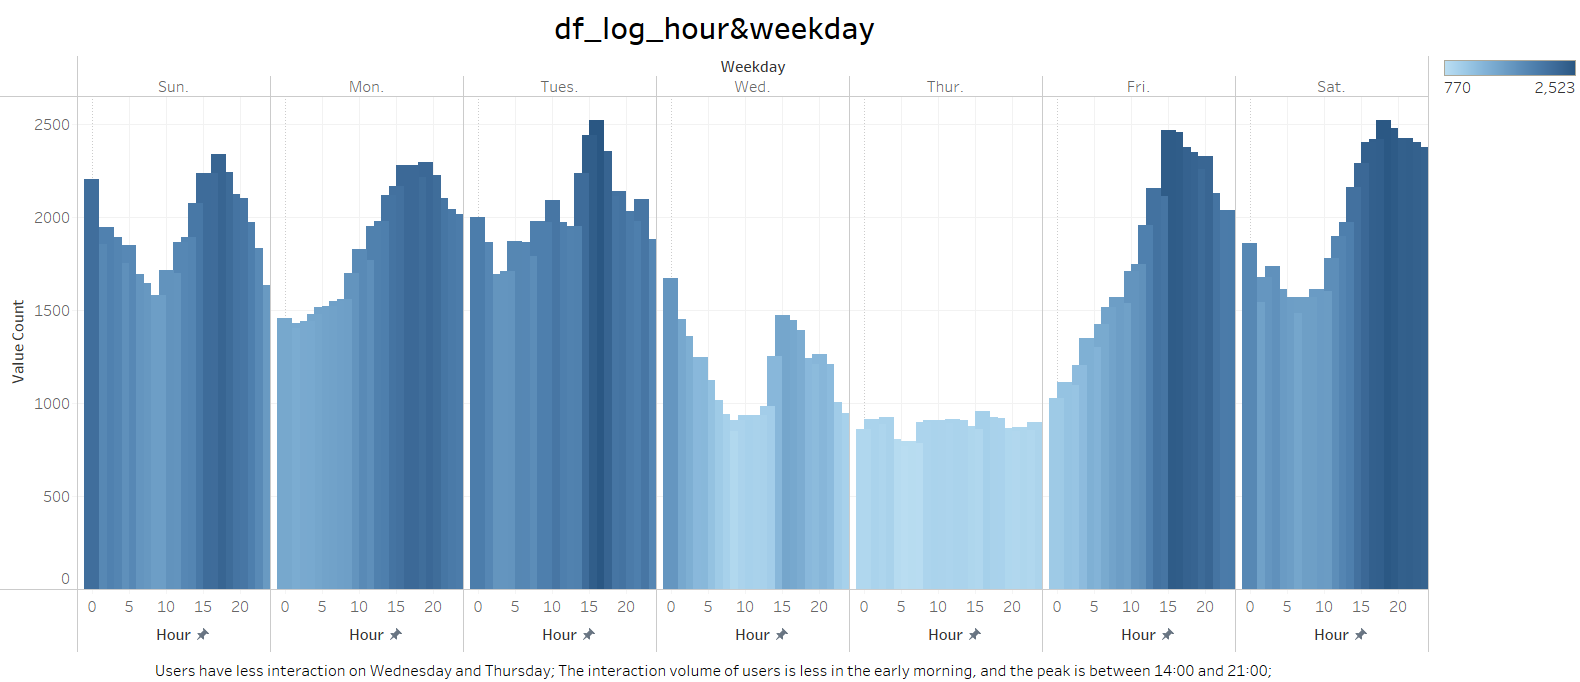 df_log_hour&weekday
Weekday
Sun. Mon. Tues. Wed. Thur. Fri. Sat.
770 2,523
Value Count
2500
2000
1500
1000
500
0
0 5 10 15 20 0 5 10 15 20 0 5 10 15 20 0 5 10 15 20 0 5 10 15 20 0 5 10 15 20 0 5 10 15 20
Hour Hour Hour Hour Hour Hour Hour
Users have less interaction on Wednesday and Thursday; The interaction volume of users is less in the early morning, and the peak is between 14:00 and 21:00;